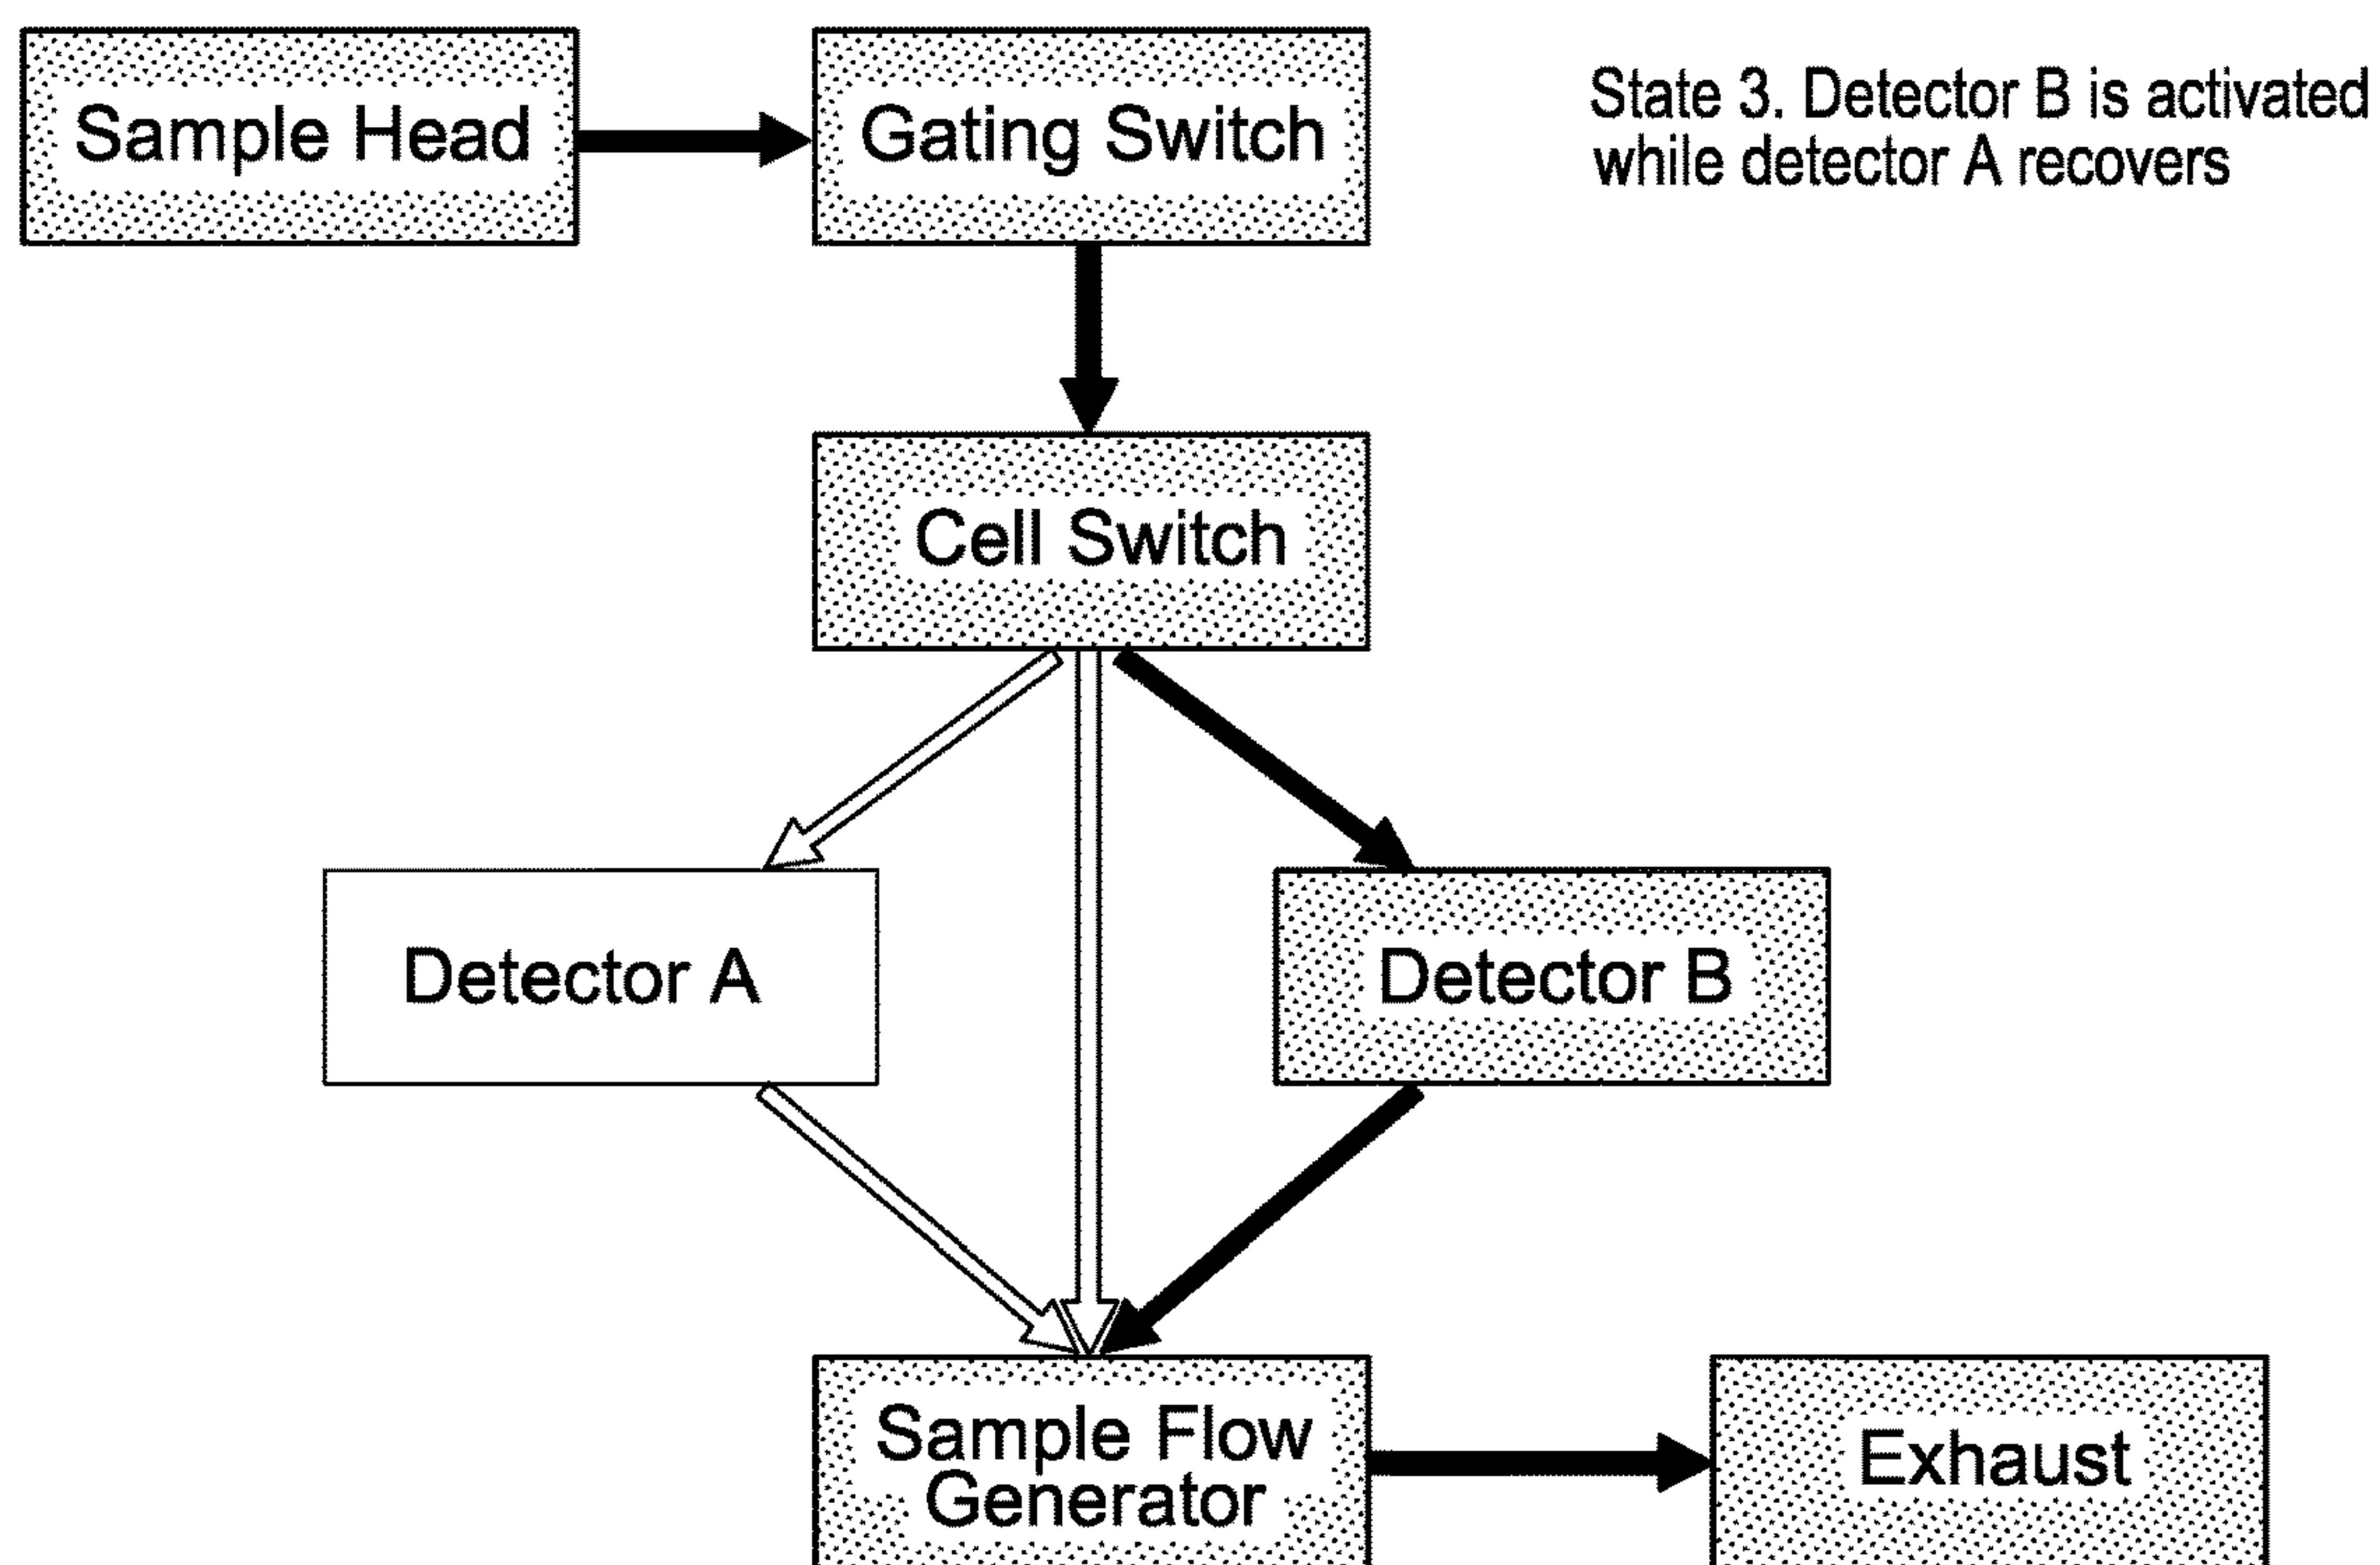 Sample Head
Gating Switch
State 3. Detector B is activated
while detector A recovers
Cell Switch
Detector A
Detector B
Sample Flow
Generator
Exhaust